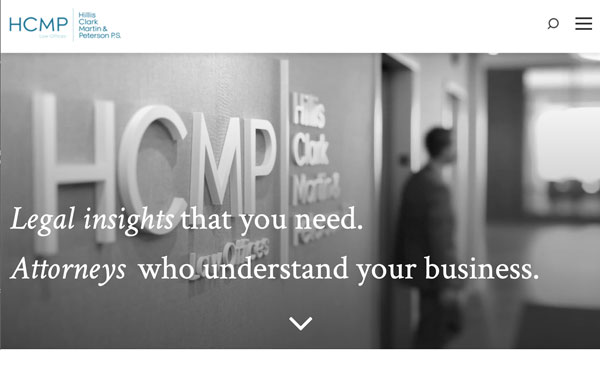 HCMP
Law Offices
Hillis
Clark
Martin &
Peterson P.S.
HCMP
Law Offices
Hillis
Clark
Martin &
Legal insights that you need.
Attorneys who understand your business.